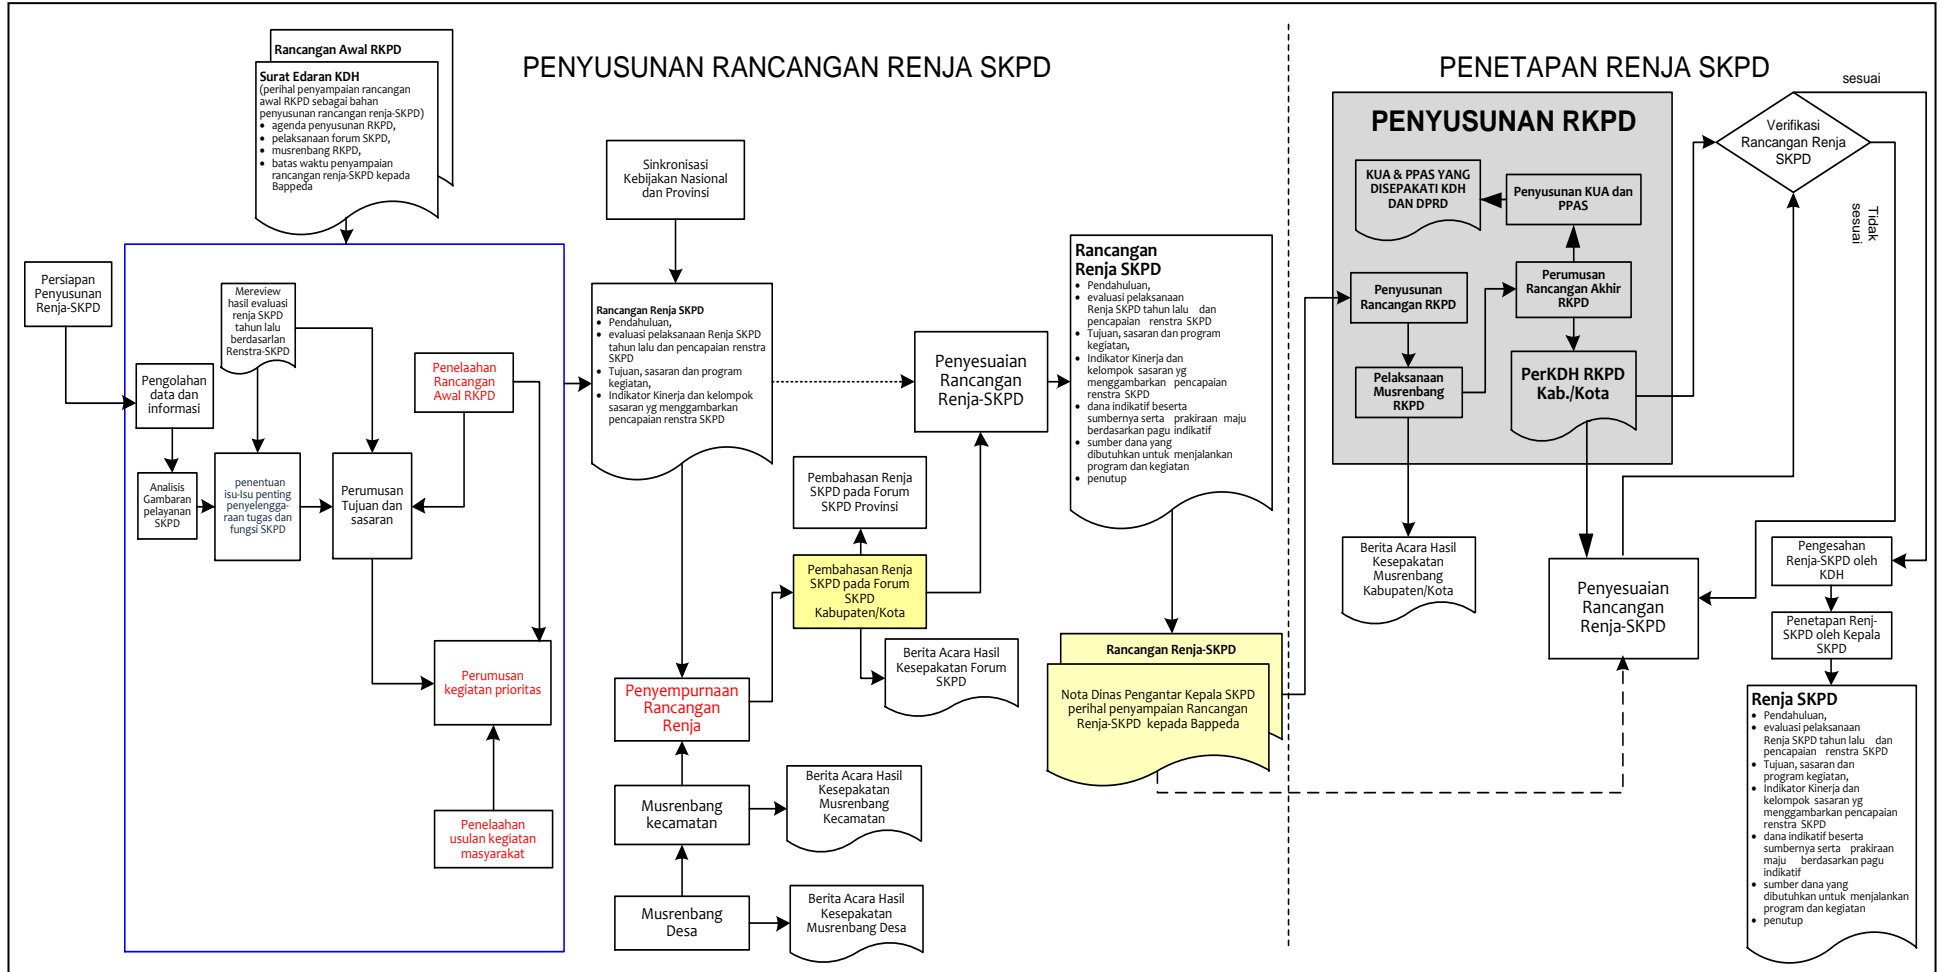 PENYUSUNAN RANCANGAN RENJA SKPD
PENETAPAN RENJA SKPD
Rancangan Awal RKPD
Surat Edaran KDH
(perihal penyampaian rancangan
awal RKPD sebagai bahan
penyusunan rancangan renja-SKPD)
• agenda penyusunan RKPD,
• pelaksanaan forum SKPD,
• musrenbang RKPD,
• batas waktu penyampaian
rancangan renja-SKPD kepada
Bappeda
Persiapan
Penyusunan
Renja-SKPD
Mereview
hasil evaluasi
renja SKPD
tahun lalu
berdasarlan
Renstra-SKPD
Pengolahan
data dan
informasi
Penelaahan
Rancangan
Awal RKPD
Analisis
Gambaran
pelayanan
SKPD
penentuan
isu-Isu penting
penyelengga-
raan tugas dan
fungsi SKPD
Perumusan
Tujuan dan
sasaran
Perumusan
kegiatan prioritas
Penelaahan
usulan kegiatan
masyarakat
Sinkronisasi
Kebijakan Nasional
dan Provinsi
Rancangan Renja SKPD
• Pendahuluan,
• evaluasi pelaksanaan Renja SKPD
tahun lalu dan pencapaian renstra
SKPD
• Tujuan, sasaran dan program
kegiatan,
• Indikator Kinerja dan kelompok
sasaran yg menggambarkan
pencapaian renstra SKPD
Penyesuaian
Rancangan
Renja-SKPD
Pembahasan Renja
SKPD pada Forum
SKPD Provinsi
Pembahasan Renja
SKPD pada Forum
SKPD
Kabupaten/Kota
Berita Acara Hasil
Kesepakatan Forum
SKPD
Penyempurnaan
Rancangan
Renja
Musrenbang
kecamatan
Berita Acara Hasil
Kesepakatan
Musrenbang
Kecamatan
Musrenbang
Desa
Berita Acara Hasil
Kesepakatan
Musrenbang Desa
Rancangan
Renja SKPD
• Pendahuluan,
• evaluasi pelaksanaan
Renja SKPD tahun lalu dan
pencapaian renstra SKPD
• Tujuan, sasaran dan program
kegiatan,
• Indikator Kinerja dan
kelompok sasaran yg
menggambarkan pencapaian
renstra SKPD
• dana indikatif beserta
sumbernya serta prakiraan maju
berdasarkan pagu indikatif
• sumber dana yang
dibutuhkan untuk menjalankan
program dan kegiatan
• penutup
Rancangan Renja-SKPD
Nota Dinas Pengantar Kepala SKPD
perihal penyampaian Rancangan
Renja-SKPD kepada Bappeda
PENYUSUNAN RKPD
KUA & PPAS YANG
DISEPAKATI KDH
DAN DPRD
Penyusunan KUA dan
PPAS
Penyusunan
Rancangan RKPD
Perumusan
Rancangan Akhir
RKPD
Pelaksanaan
Musrenbang
RKPD
PerKDH RKPD
Kab./Kota
Berita Acara Hasil
Kesepakatan
Musrenbang
Kabupaten/Kota
Penyesuaian
Rancangan
Renja-SKPD
Verifikasi
Rancangan Renja
SKPD
sesuai
Tidak
sesuai
Pengesahan
Renja-SKPD oleh
KDH
Penetapan Renj-
SKPD oleh Kepala
SKPD
Renja SKPD
• Pendahuluan,
• evaluasi pelaksanaan
Renja SKPD tahun lalu dan
pencapaian renstra SKPD
• Tujuan, sasaran dan
program kegiatan,
• Indikator Kinerja dan
kelompok sasaran yg
menggambarkan pencapaian
renstra SKPD
• dana indikatif beserta
sumbernya serta prakiraan
maju berdasarkan pagu
indikatif
• sumber dana yang
dibutuhkan untuk menjalankan
program dan kegiatan
• penutup